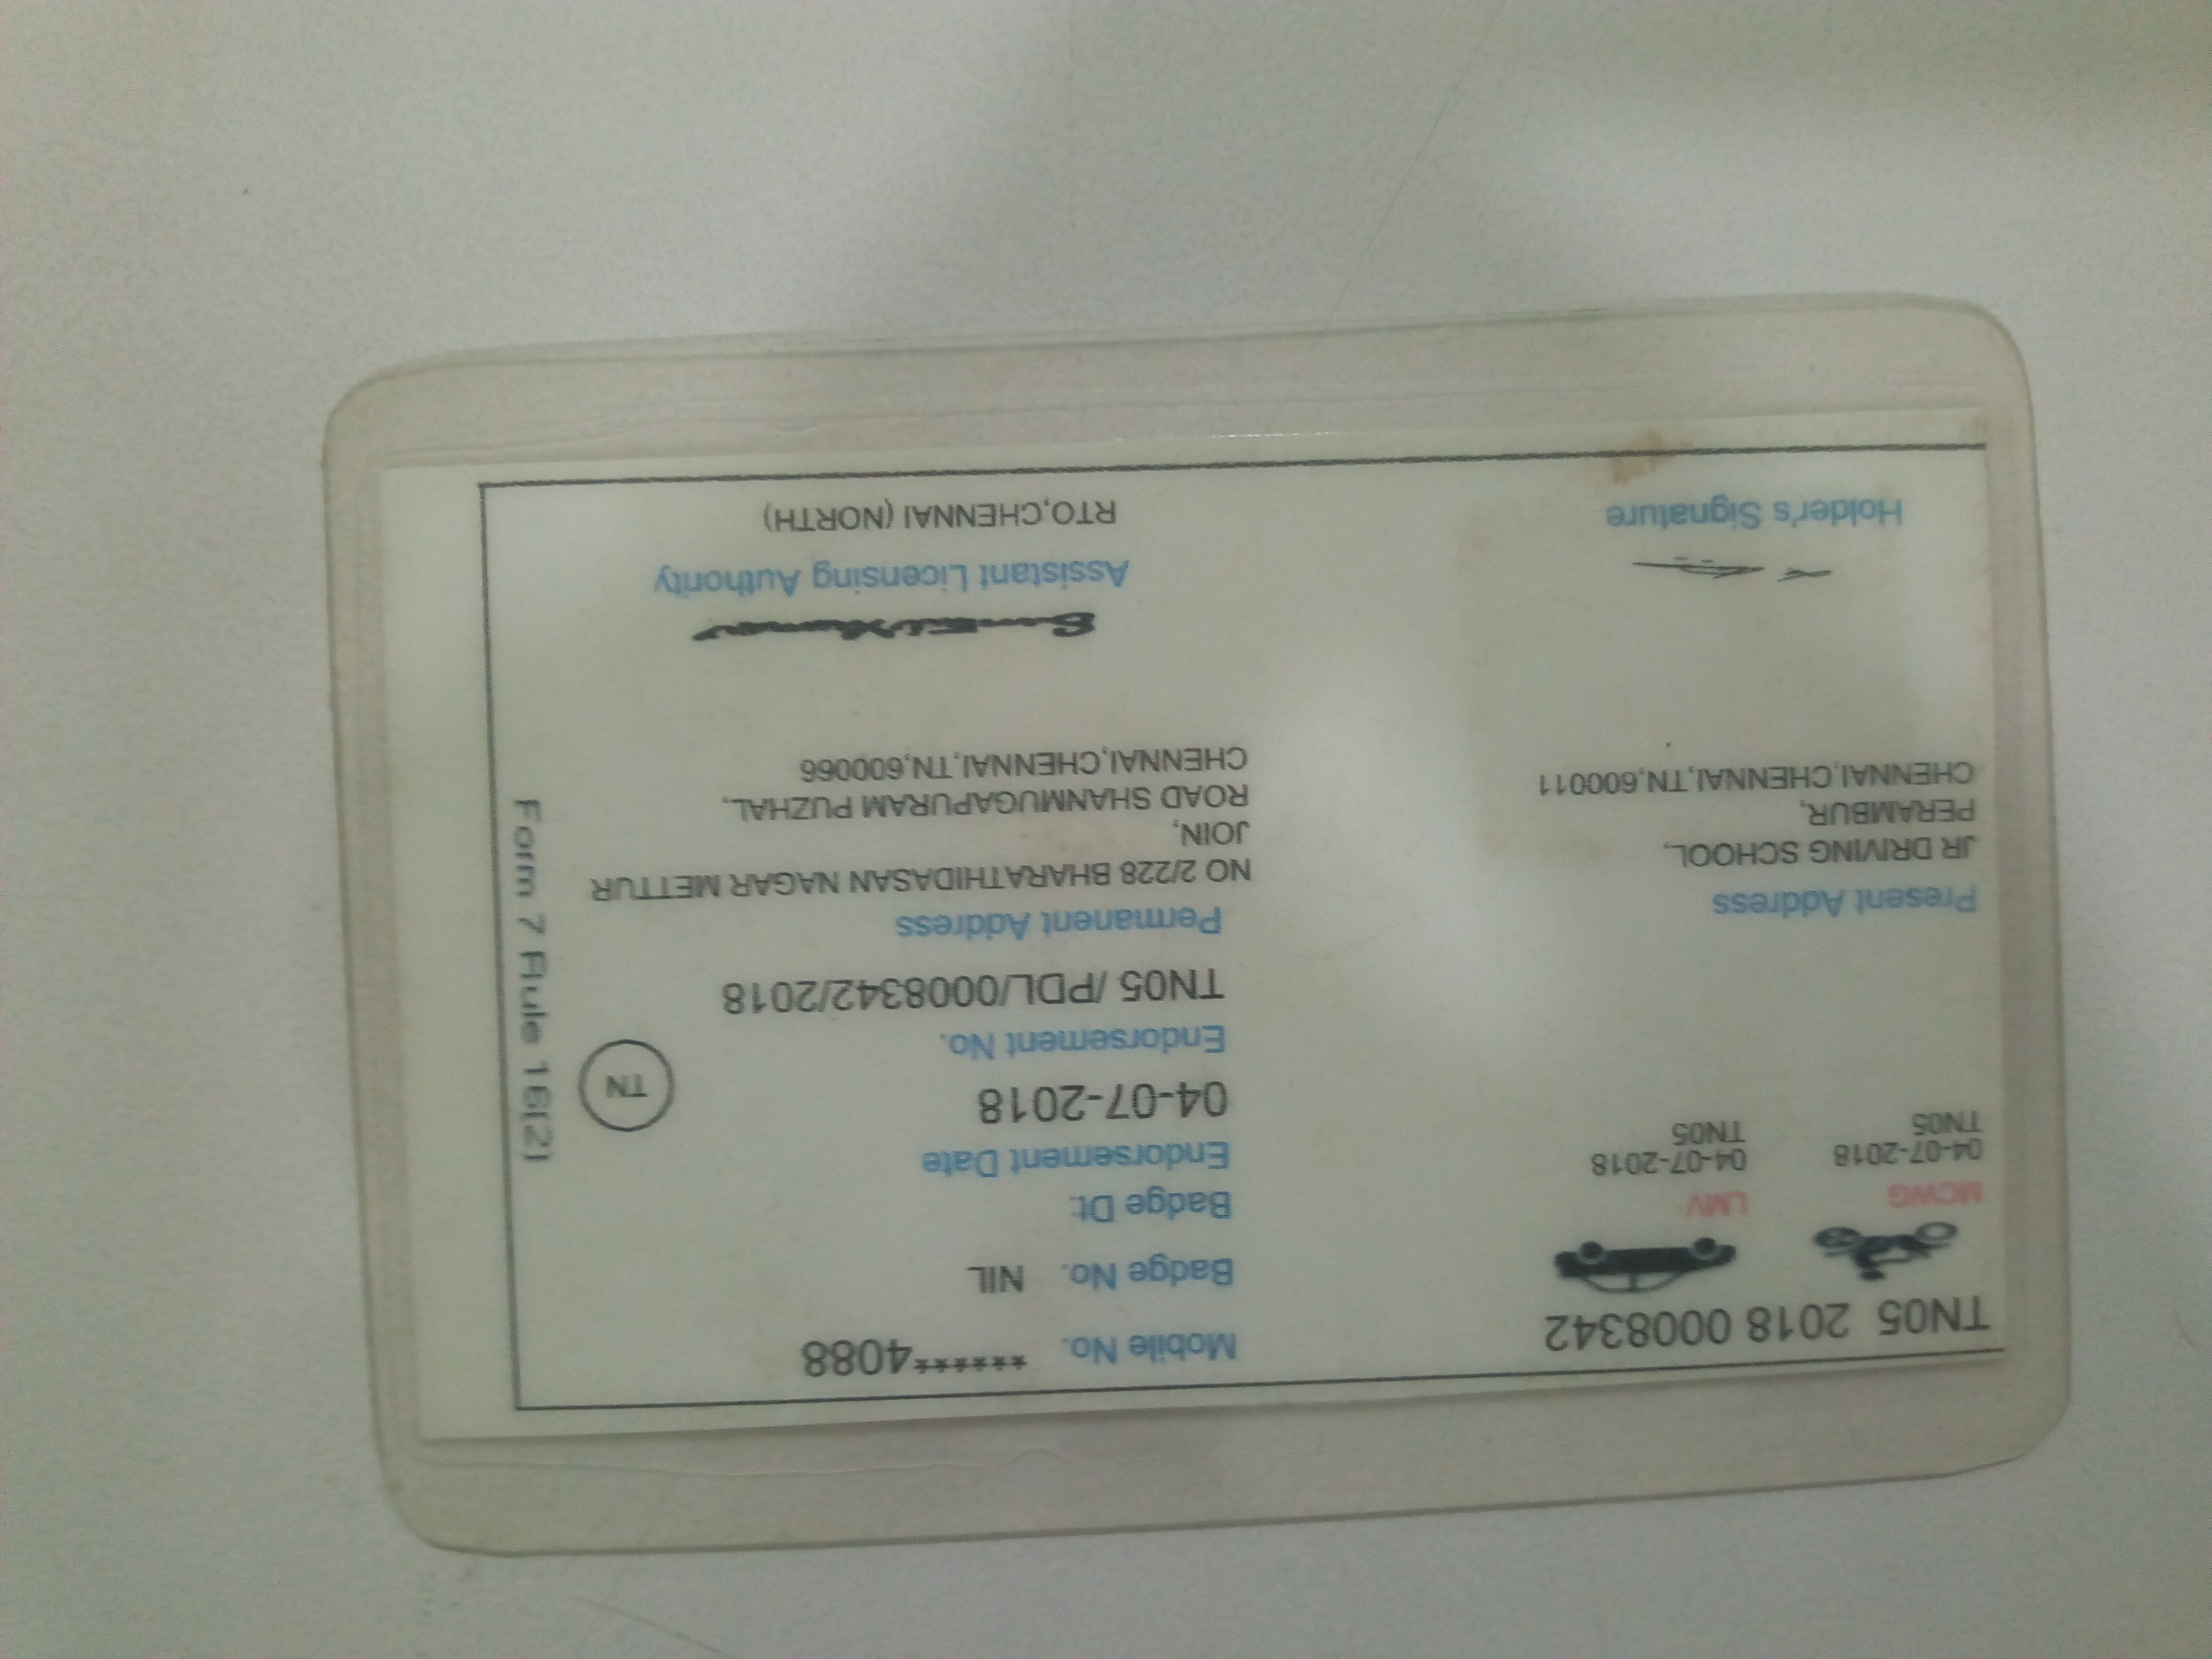 TN05 2018 0008342
MCWG
04-07-2018
TN05
LMV
04-07-2018
TN05
Present Address
JR DRIVING SCHOOL,
PERAMBUR,
CHENNAI,CHENNAI,TN,600011
Holder's Signature
Mobile No. ******4088
Badge No. NIL
Badge Dt.
Endorsement Date
04-07-2018
TN
Endorsement No.
TN05 /PDL/0008342/2018
Permanent Address
NO 2/228 BHARATHIDASAN NAGAR METTUR
JOIN,
ROAD SHANMUGAPURAM PUZHAL,
CHENNAI,CHENNAI,TN,600066
Assistant Licensing Authority
RTO,CHENNAI (NORTH)
Form 7 Rule 16(2)